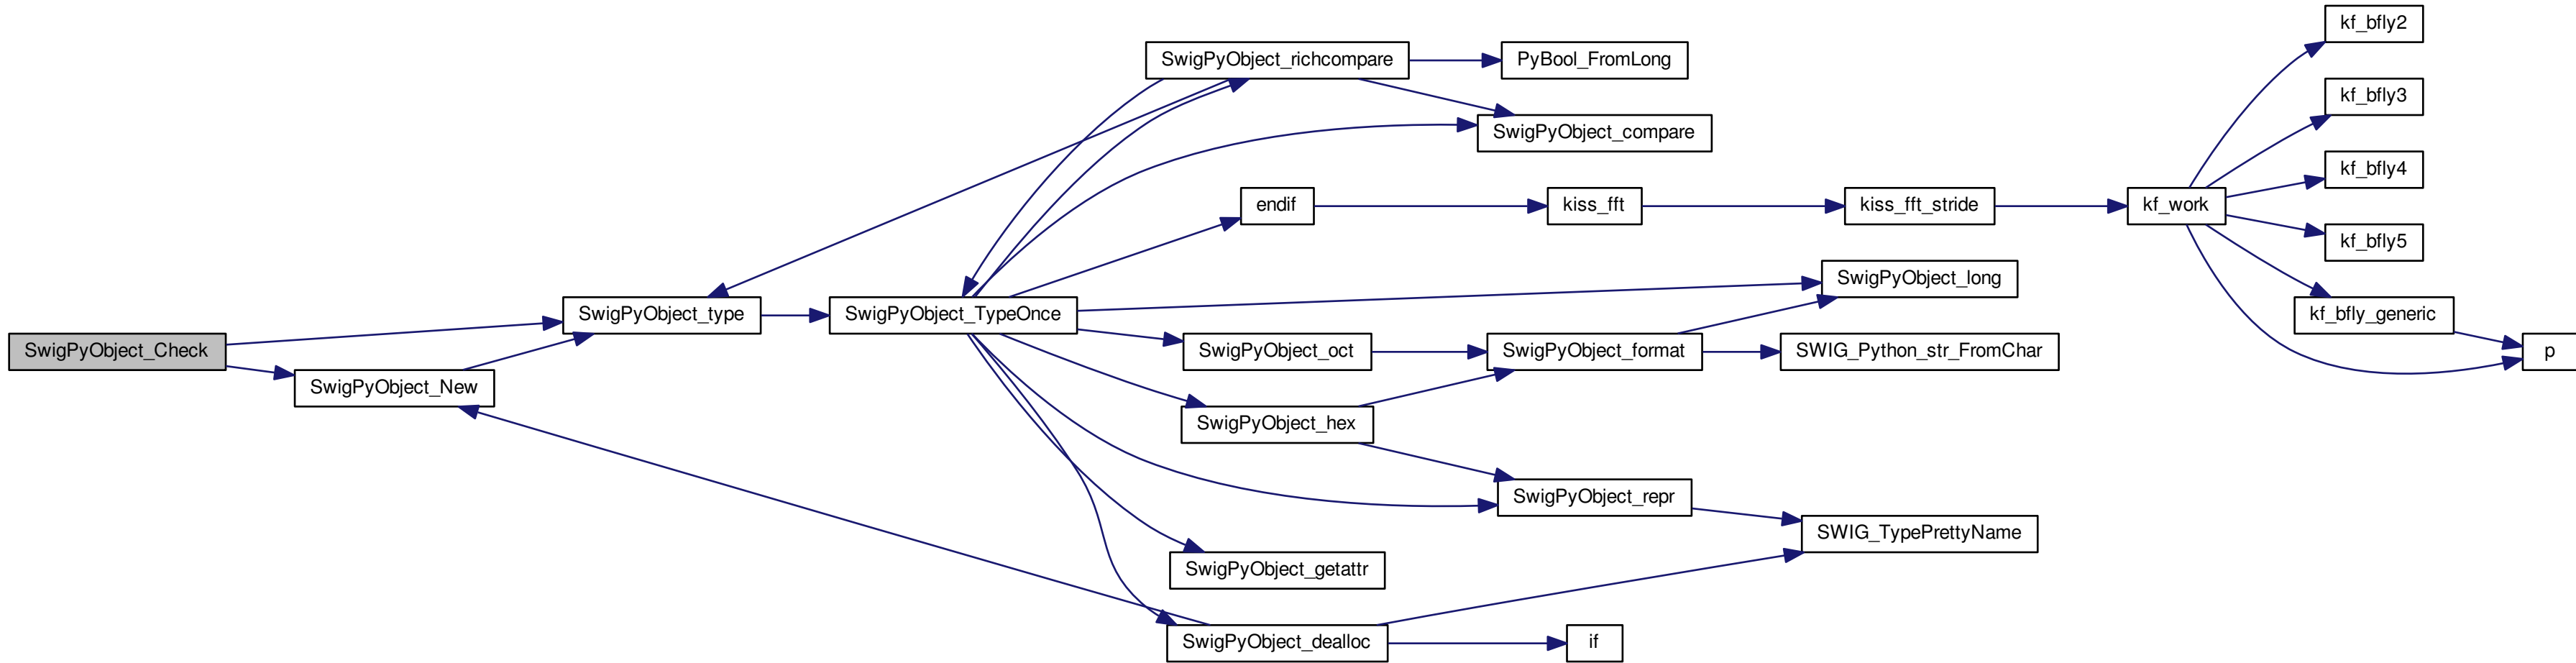 SwigPyObject_Check
SwigPyObject_type
SwigPyObject_New
SwigPyObject_TypeOnce
SwigPyObject_richcompare
PyBool_FromLong
SwigPyObject_compare
endif
kiss_fft
kiss_fft_stride
kf_work
kf_bfly2
kf_bfly3
kf_bfly4
kf_bfly5
kf_bfly_generic
p
SwigPyObject_long
SwigPyObject_oct
SwigPyObject_format
SWIG_Python_str_FromChar
SwigPyObject_hex
SwigPyObject_repr
SWIG_TypePrettyName
SwigPyObject_getattr
SwigPyObject_dealloc
if